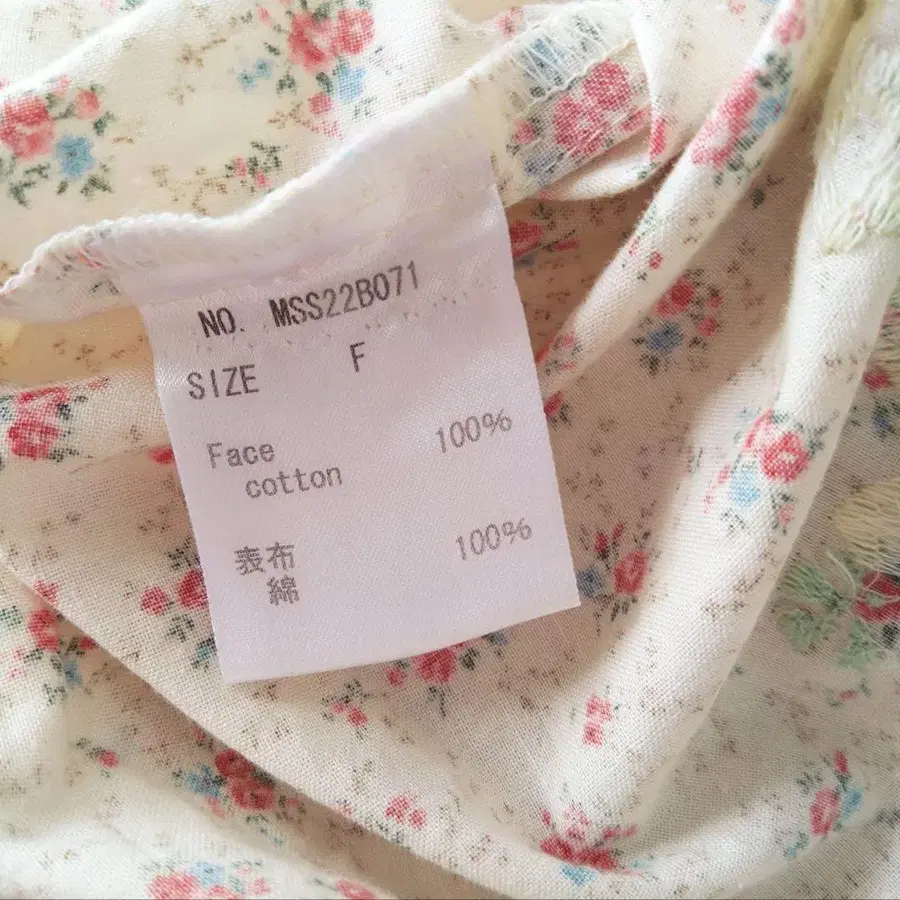 NO. MSS22B071
SIZE F
Face 100%
cotton
表布 100%
綿